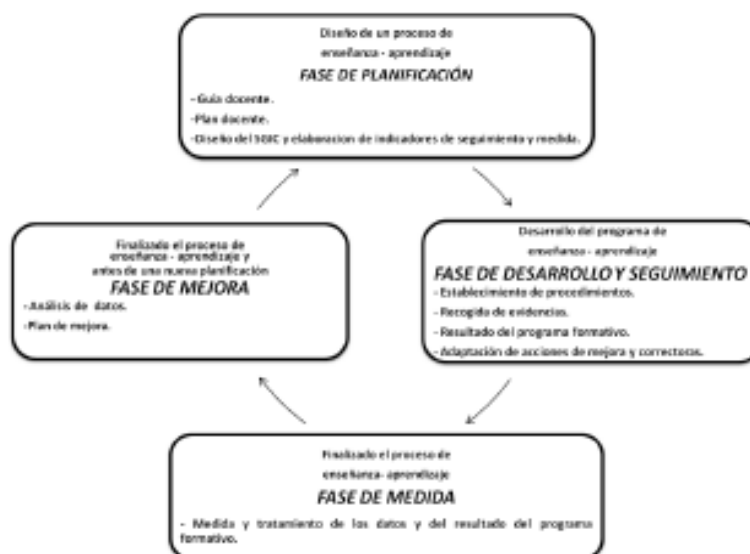 Diseño de un proceso de
enseñanza - aprendizaje
FASE DE PLANIFICACIÓN
- Guia docente.
-Plan docente.
-Diseño del SGIC y elaboracion de indicadores de seguimiento y medida.
Desarrollo del programa de
enseñanza - aprendizaje
FASE DE DESARROLLO Y SEGUIMIENTO
- Establecimiento de procedimientos.
- Recogida de evidencias.
- Resultado del programa formativo.
- Adaptación de acciones de mejora y correctoras.
Finalizado el proceso de
enseñanza- aprendizaje
FASE DE MEDIDA
- Medida y tratamiento de los datos y del resultado del programa
formativo.
Finalizado el proceso de
enseñanza - aprendizaje y
antes de una nueva planificación
FASE DE MEJORA
- Análisis de datos.
-Plan de mejora.